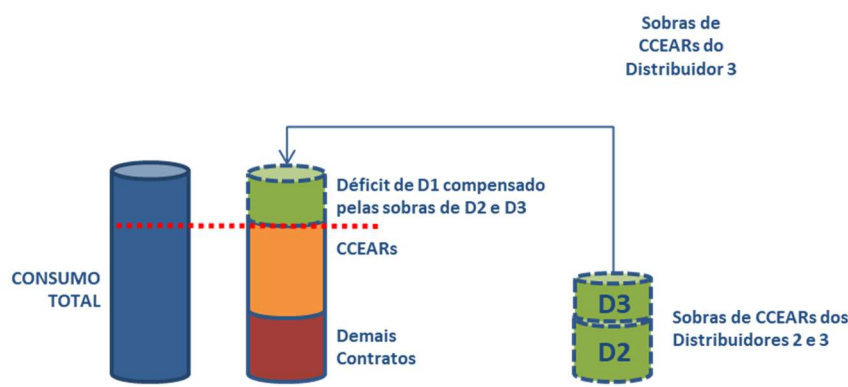 Sobras de
CCEARs do
Distribuidor 3
Déficit de D1 compensado
pelas sobras de D2 e D3
CCEARs
CONSUMO
TOTAL
Demais
Contratos
D3
D2
Sobras de CCEARs dos
Distribuidores 2 e 3